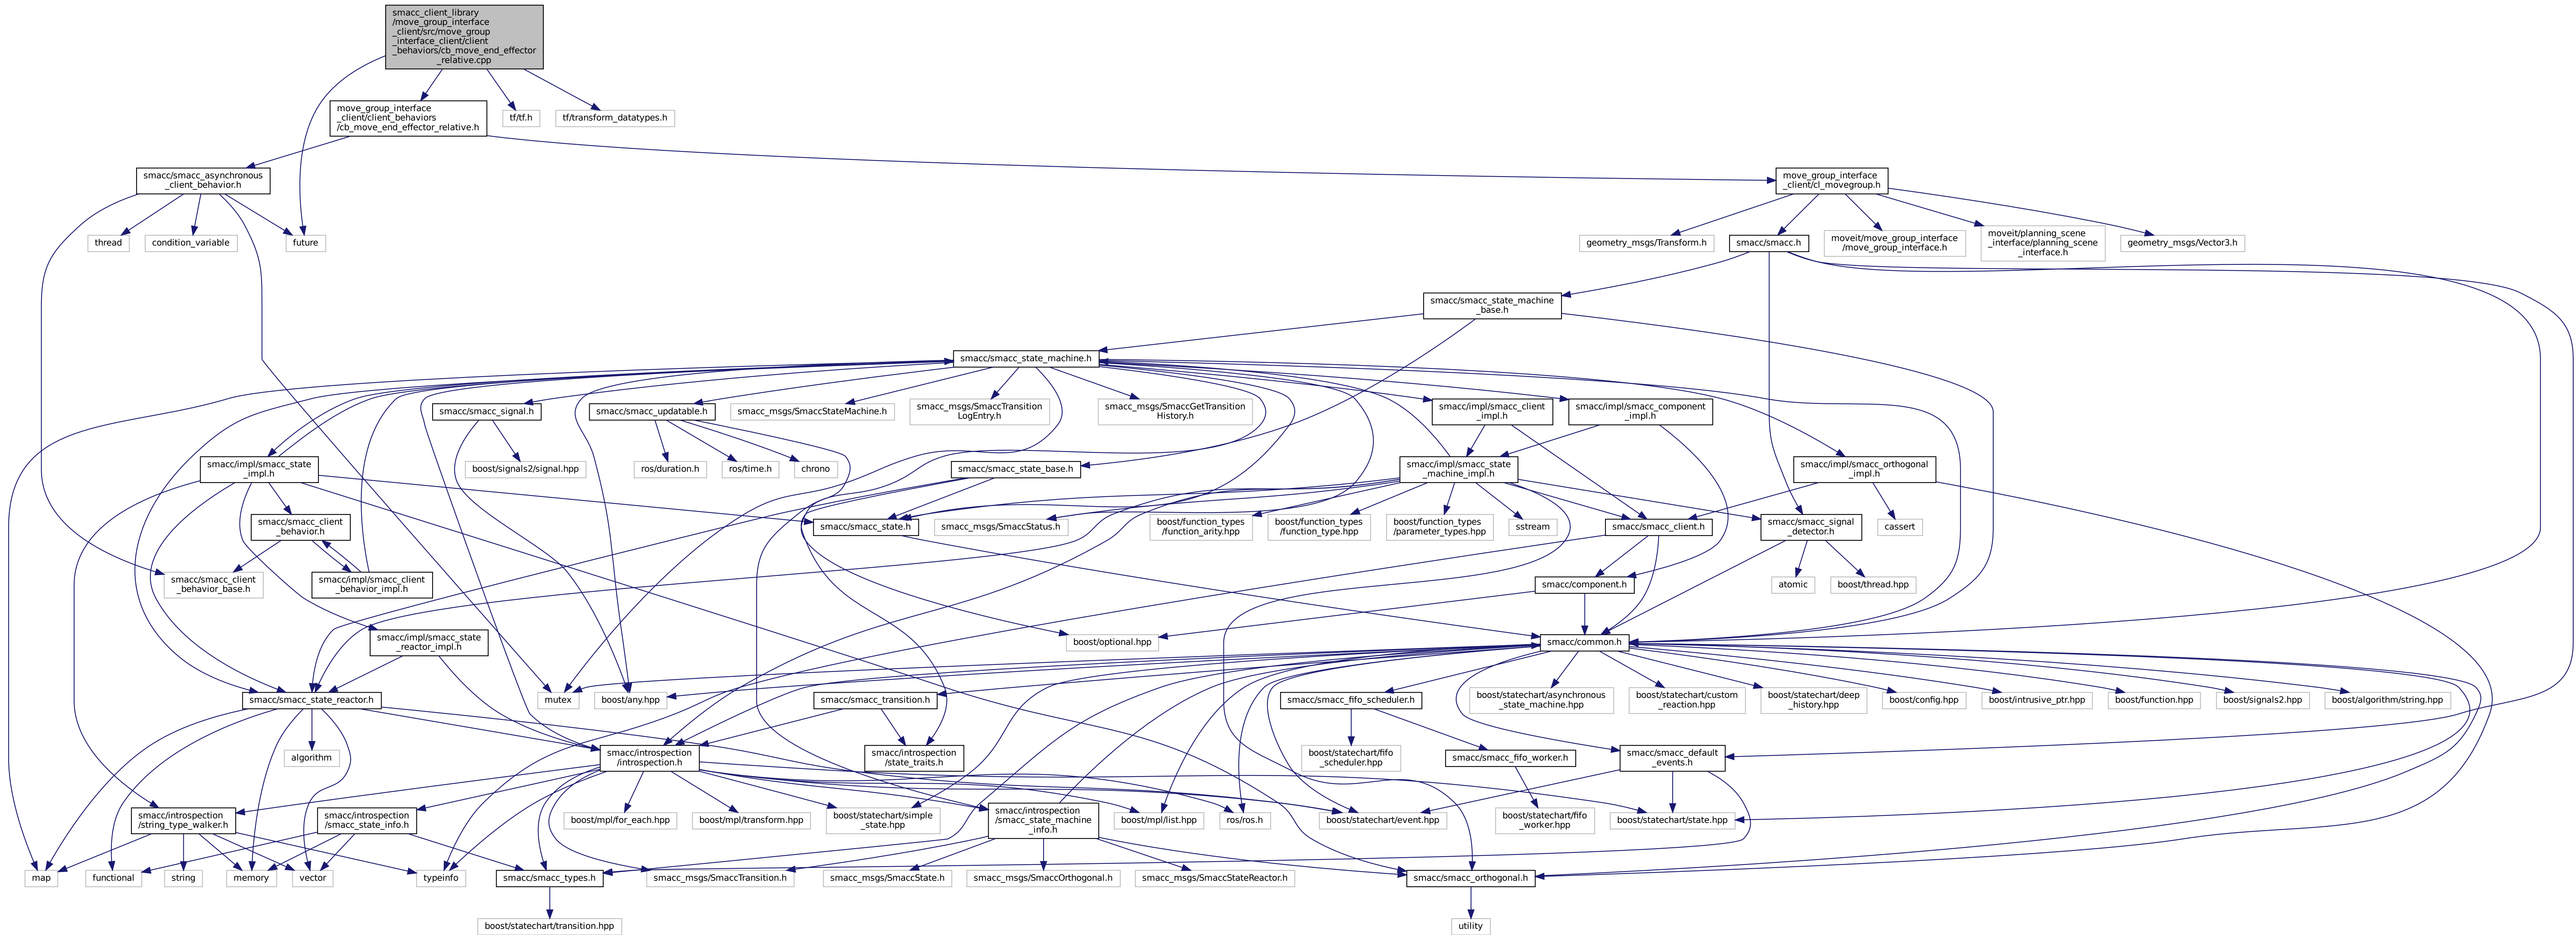 smacc_client_library
/move_group_interface
_client/src/move_group
_interface_client/client
_behaviors/cb_move_end_effector
_relative.cpp
move_group_interface
_client/client_behaviors
/cb_move_end_effector_relative.h
tf/tf.h
tf/transform_datatypes.h
smacc/smacc_asynchronous
_client_behavior.h
move_group_interface
_client/cl_movegroup.h
thread
condition_variable
future
geometry_msgs/Transform.h
smacc/smacc.h
moveit/move_group_interface
/move_group_interface.h
moveit/planning_scene
_interface/planning_scene
_interface.h
geometry_msgs/Vector3.h
smacc/smacc_state_machine
_base.h
smacc/smacc_state_machine.h
smacc/smacc_signal.h
smacc/smacc_updatable.h
smacc_msgs/SmaccStateMachine.h
smacc_msgs/SmaccTransition
LogEntry.h
smacc_msgs/SmaccGetTransition
History.h
smacc/impl/smacc_client
_impl.h
smacc/impl/smacc_component
_impl.h
smacc/impl/smacc_state
_impl.h
boost/signals2/signal.hpp
ros/duration.h
ros/time.h
chrono
smacc/smacc_state_base.h
smacc/impl/smacc_state
_machine_impl.h
smacc/impl/smacc_orthogonal
_impl.h
smacc/smacc_client
_behavior.h
smacc/smacc_state.h
smacc_msgs/SmaccStatus.h
boost/function_types
/function_arity.hpp
boost/function_types
/function_type.hpp
boost/function_types
/parameter_types.hpp
sstream
smacc/smacc_client.h
smacc/smacc_signal
_detector.h
cassert
smacc/smacc_client
_behavior_base.h
smacc/impl/smacc_client
_behavior_impl.h
smacc/component.h
atomic
boost/thread.hpp
smacc/impl/smacc_state
_reactor_impl.h
boost/optional.hpp
smacc/common.h
smacc/smacc_state_reactor.h
mutex
boost/any.hpp
smacc/smacc_transition.h
smacc/smacc_fifo_scheduler.h
boost/statechart/asynchronous
_state_machine.hpp
boost/statechart/custom
_reaction.hpp
boost/statechart/deep
_history.hpp
boost/config.hpp
boost/intrusive_ptr.hpp
boost/function.hpp
boost/signals2.hpp
boost/algorithm/string.hpp
algorithm
smacc/introspection
/introspection.h
smacc/introspection
/state_traits.h
boost/statechart/fifo
_scheduler.hpp
smacc/smacc_fifo_worker.h
smacc/smacc_default
_events.h
smacc/introspection
/string_type_walker.h
smacc/introspection
/smacc_state_info.h
boost/mpl/for_each.hpp
boost/mpl/transform.hpp
boost/statechart/simple
_state.hpp
smacc/introspection
/smacc_state_machine
_info.h
boost/mpl/list.hpp
ros/ros.h
boost/statechart/event.hpp
boost/statechart/fifo
_worker.hpp
boost/statechart/state.hpp
map
functional
string
memory
vector
typeinfo
smacc/smacc_types.h
smacc_msgs/SmaccTransition.h
smacc_msgs/SmaccState.h
smacc_msgs/SmaccOrthogonal.h
smacc_msgs/SmaccStateReactor.h
smacc/smacc_orthogonal.h
boost/statechart/transition.hpp
utility